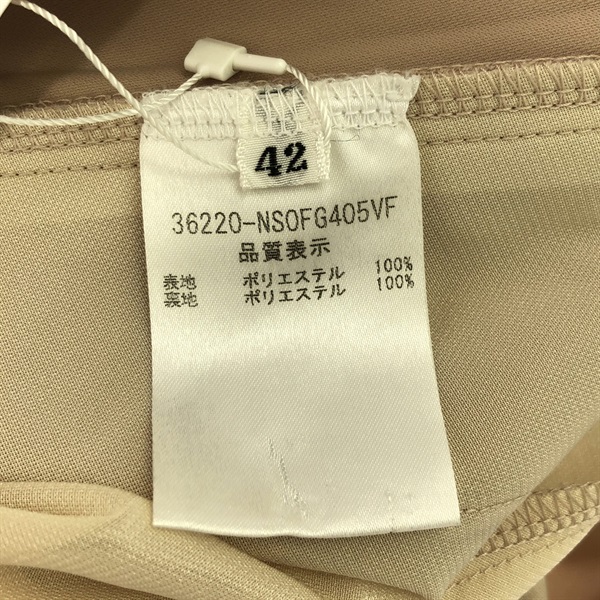 42
36220-NSOFG405VF
品質表示
表地 ポリエステル 100%
裏地 ポリエステル 100%